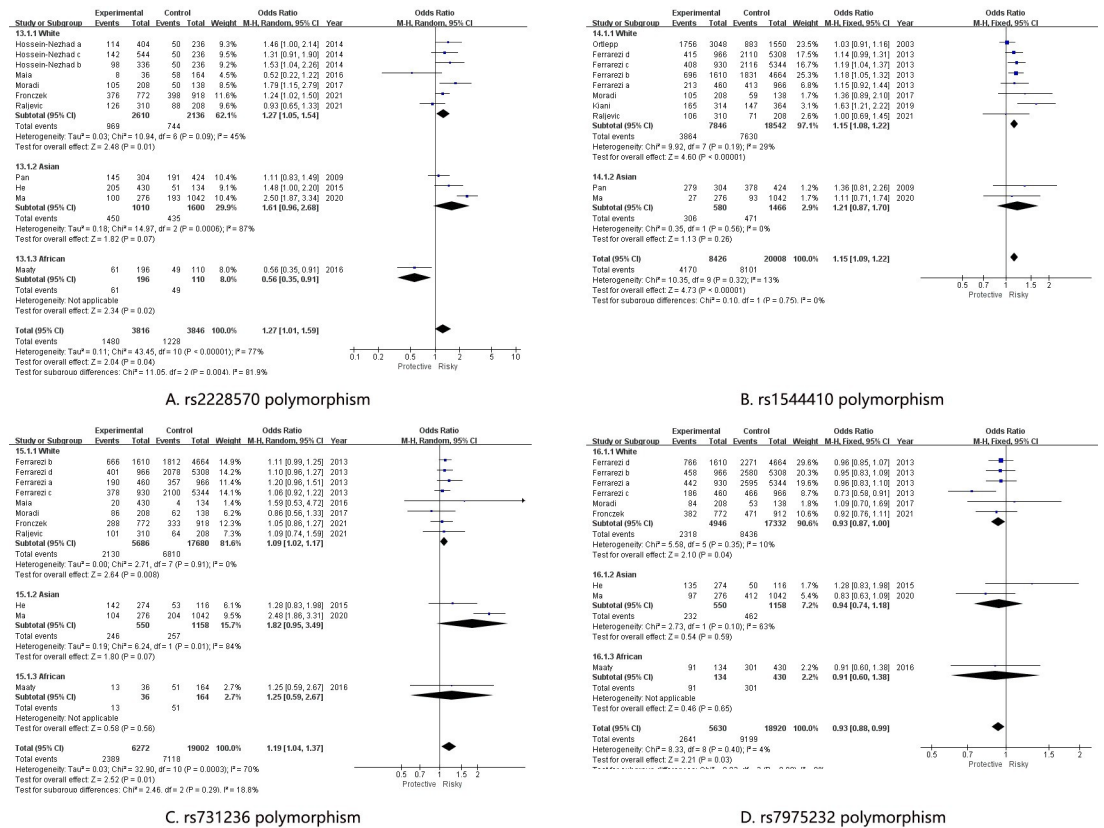 Experimental Control Odds Ratio Odds Ratio
Study or Subgroup Events Total Events Total Weight M-H, Random, 95% CI Year M-H, Random, 95% CI
13.1.1 White
Hossein-Nezhad a 114 404 50 236 9.3% 1.46 [1.00, 2.14] 2014
Hossein-Nezhad c 142 544 50 236 9.6% 1.31 [0.91, 1.90] 2014
Hossein-Nezhad b 98 336 50 236 9.0% 1.53 [1.04, 2.26] 2014
Maia 8 36 58 164 4.2% 0.52 [0.22, 1.22] 2016
Moradi 105 208 50 138 8.4% 1.79 [1.15, 2.79] 2017
Fronczek 376 772 398 918 12.1% 1.24 [1.02, 1.50] 2021
Raljevic 126 310 88 208 9.7% 0.93 [0.65, 1.33] 2021
Subtotal (95% CI) 2610 2136 62.1% 1.27 [1.05, 1.54]
Total events 969 744
Heterogeneity: Tau² = 0.03; Chi² = 10.94, df = 6 (P = 0.09); I² = 45%
Test for overall effect: Z = 2.48 (P = 0.01)
13.1.2 Asian
Pan 145 304 191 424 10.4% 1.11 [0.83, 1.49] 2009
He 205 430 51 134 9.1% 1.48 [1.00, 2.20] 2015
Ma 100 276 193 1042 10.4% 2.50 [1.87, 3.34] 2020
Subtotal (95% CI) 1010 1600 29.9% 1.61 [0.96, 2.68]
Total events 450 435
Heterogeneity: Tau² = 0.18; Chi² = 14.97, df = 2 (P = 0.0006); I² = 87%
Test for overall effect: Z = 1.82 (P = 0.07)
13.1.3 African
Maaty 61 196 49 110 8.0% 0.56 [0.35, 0.91] 2016
Subtotal (95% CI) 196 110 8.0% 0.56 [0.35, 0.91]
Total events 61 49
Heterogeneity: Not applicable
Test for overall effect: Z = 2.34 (P = 0.02)
Total (95% CI) 3816 3846 100.0% 1.27 [1.01, 1.59]
Total events 1480 1228
Heterogeneity: Tau² = 0.11; Chi² = 43.45, df = 10 (P < 0.00001); I² = 77%
Test for overall effect: Z = 2.04 (P = 0.04)
Test for subgroup differences: Chi² = 11.05, df = 2 (P = 0.004), I² = 81.9%
0.1 0.2 0.5 1 2 5 10
Protective Risky
A. rs2228570 polymorphism
Experimental Control Odds Ratio Odds Ratio
Study or Subgroup Events Total Events Total Weight M-H, Fixed, 95% CI Year M-H, Fixed, 95% CI
14.1.1 White
Ortlepp 1756 3048 883 1550 23.5% 1.03 [0.91, 1.16] 2003
Ferrarezi d 415 966 2110 5308 20.0% 1.14 [0.99, 1.31] 2013
Ferrarezi c 408 930 2116 5344 19.0% 1.19 [1.04, 1.37] 2013
Ferrarezi b 696 1610 1831 4664 24.5% 1.18 [1.05, 1.32] 2013
Ferrarezi a 213 460 413 966 12.9% 1.15 [0.92, 1.44] 2013
Moradi 105 208 59 138 1.2% 1.36 [0.89, 2.10] 2017
Kiani 165 314 147 364 2.1% 1.63 [1.21, 2.22] 2019
Raljevic 106 310 71 208 1.9% 1.00 [0.69, 1.45] 2021
Subtotal (95% CI) 7846 18542 97.1% 1.15 [1.08, 1.22]
Total events 3864 7630
Heterogeneity: Chi² = 9.92, df = 7 (P = 0.19); I² = 29%
Test for overall effect: Z = 4.60 (P < 0.00001)
14.1.2 Asian
Pan 279 304 378 424 1.2% 1.36 [0.81, 2.26] 2009
Ma 27 276 93 1042 1.6% 1.11 [0.71, 1.74] 2020
Subtotal (95% CI) 580 1466 2.9% 1.21 [0.87, 1.70]
Total events 306 471
Heterogeneity: Chi² = 0.35, df = 1 (P = 0.56); I² = 0%
Test for overall effect: Z = 1.13 (P = 0.26)
Total (95% CI) 8426 20008 100.0% 1.15 [1.09, 1.22]
Total events 4170 8101
Heterogeneity: Chi² = 10.35, df = 9 (P = 0.32); I² = 13%
Test for overall effect: Z = 4.73 (P < 0.00001)
Test for subgroup differences: Chi² = 0.10, df = 1 (P = 0.75), I² = 0%
0.5 0.7 1 1.5 2
Protective Risky
B. rs1544410 polymorphism
Experimental Control Odds Ratio Odds Ratio
Study or Subgroup Events Total Events Total Weight M-H, Random, 95% CI Year M-H, Random, 95% CI
15.1.1 White
Ferrarezi b 666 1610 1812 4664 14.9% 1.11 [0.99, 1.25] 2013
Ferrarezi d 401 966 2078 5308 14.2% 1.10 [0.96, 1.27] 2013
Ferrarezi a 190 460 357 966 11.5% 1.20 [0.96, 1.51] 2013
Ferrarezi c 378 930 2100 5344 14.1% 1.06 [0.92, 1.22] 2013
Maia 20 430 4 134 1.4% 1.59 [0.53, 4.72] 2016
Moradi 86 208 62 138 6.2% 0.86 [0.56, 1.33] 2017
Fronczek 288 772 333 918 12.2% 1.05 [0.86, 1.27] 2021
Raljevic 101 310 64 208 7.2% 1.09 [0.74, 1.59] 2021
Subtotal (95% CI) 5686 17680 81.6% 1.09 [1.02, 1.17]
Total events 2130 6810
Heterogeneity: Tau² = 0.00; Chi² = 2.71, df = 7 (P = 0.91); I² = 0%
Test for overall effect: Z = 2.64 (P = 0.008)
15.1.2 Asian
He 142 274 53 116 6.1% 1.28 [0.83, 1.98] 2015
Ma 104 276 204 1042 9.5% 2.48 [1.86, 3.31] 2020
Subtotal (95% CI) 550 1158 15.7% 1.82 [0.95, 3.49]
Total events 246 257
Heterogeneity: Tau² = 0.19; Chi² = 6.24, df = 1 (P = 0.01); I² = 84%
Test for overall effect: Z = 1.80 (P = 0.07)
15.1.3 African
Maaty 13 36 51 164 2.7% 1.25 [0.59, 2.67] 2016
Subtotal (95% CI) 36 164 2.7% 1.25 [0.59, 2.67]
Total events 13 51
Heterogeneity: Not applicable
Test for overall effect: Z = 0.58 (P = 0.56)
Total (95% CI) 6272 19002 100.0% 1.19 [1.04, 1.37]
Total events 2389 7118
Heterogeneity: Tau² = 0.03; Chi² = 32.90, df = 10 (P = 0.0003); I² = 70%
Test for overall effect: Z = 2.52 (P = 0.01)
Test for subgroup differences: Chi² = 2.46, df = 2 (P = 0.29), I² = 18.8%
0.5 0.7 1 1.5 2
Protective Risky
C. rs731236 polymorphism
Experimental Control Odds Ratio Odds Ratio
Study or Subgroup Events Total Events Total Weight M-H, Fixed, 95% CI Year M-H, Fixed, 95% CI
16.1.1 White
Ferrarezi d 766 1610 2271 4664 29.6% 0.96 [0.85, 1.07] 2013
Ferrarezi b 458 966 2580 5308 20.9% 0.95 [0.83, 1.09] 2013
Ferrarezi a 442 930 2595 5344 20.8% 0.96 [0.83, 1.10] 2013
Ferrarezi c 186 460 466 966 7.3% 0.73 [0.58, 0.91] 2013
Moradi 84 208 53 138 1.6% 1.09 [0.70, 1.69] 2017
Fronczek 382 772 471 912 10.5% 0.92 [0.76, 1.11] 2021
Subtotal (95% CI) 4946 17332 90.6% 0.93 [0.87, 1.00]
Total events 2318 8436
Heterogeneity: Chi² = 5.58, df = 5 (P = 0.35); I² = 10%
Test for overall effect: Z = 2.10 (P = 0.04)
16.1.2 Asian
He 135 274 50 116 1.7% 1.28 [0.83, 1.98] 2015
Ma 97 276 412 1042 5.4% 0.83 [0.63, 1.09] 2020
Subtotal (95% CI) 550 1158 7.2% 0.94 [0.74, 1.18]
Total events 232 462
Heterogeneity: Chi² = 2.73, df = 1 (P = 0.10); I² = 63%
Test for overall effect: Z = 0.54 (P = 0.59)
16.1.3 African
Maaty 91 134 301 430 2.2% 0.91 [0.60, 1.38] 2016
Subtotal (95% CI) 134 430 2.2% 0.91 [0.60, 1.38]
Total events 91 301
Heterogeneity: Not applicable
Test for overall effect: Z = 0.46 (P = 0.65)
Total (95% CI) 5630 18920 100.0% 0.93 [0.88, 0.99]
Total events 2641 9199
Heterogeneity: Chi² = 8.33, df = 8 (P = 0.40); I² = 4%
Test for overall effect: Z = 2.21 (P = 0.03)
0.5 0.7 1 1.5 2
Protective Risky
D. rs7975232 polymorphism